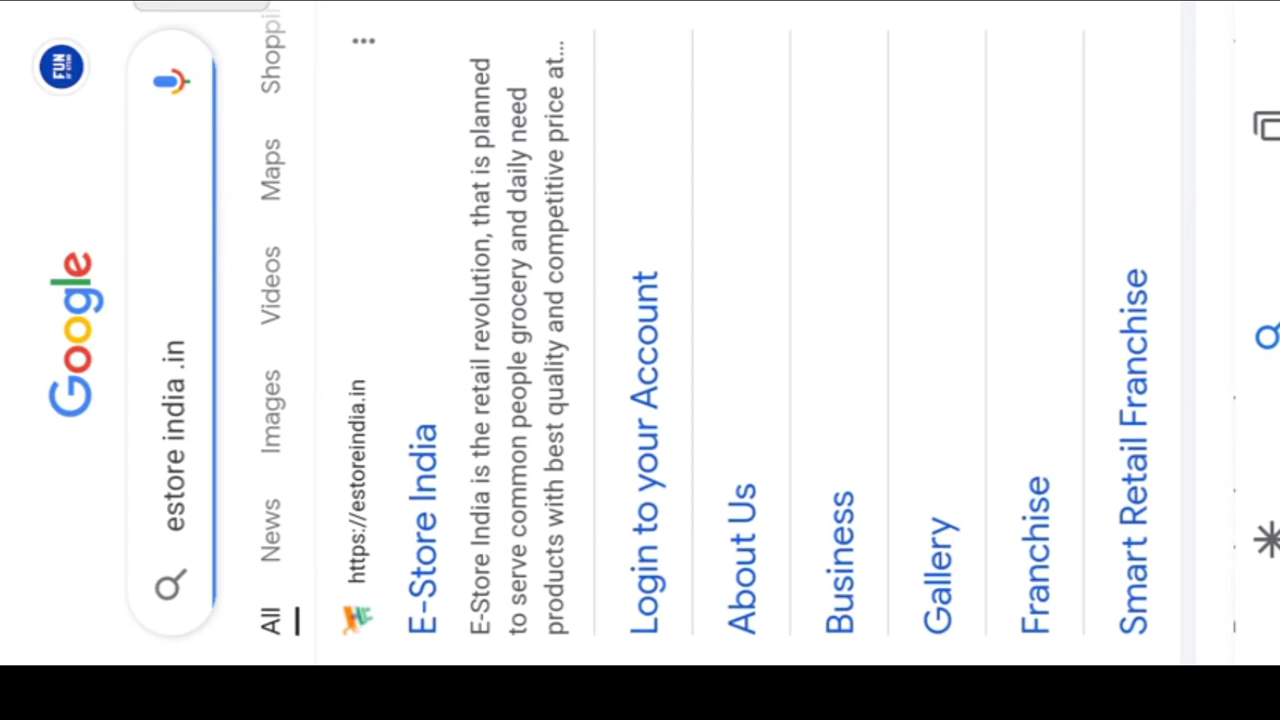 Google
FUN
estore india .in
All News Images Videos Maps Shoppi
https://estoreindia.in
E-Store India
E-Store India is the retail revolution, that is planned
to serve common people grocery and daily need
products with best quality and competitive price at...
Login to your Account
About Us
Business
Gallery
Franchise
Smart Retail Franchise